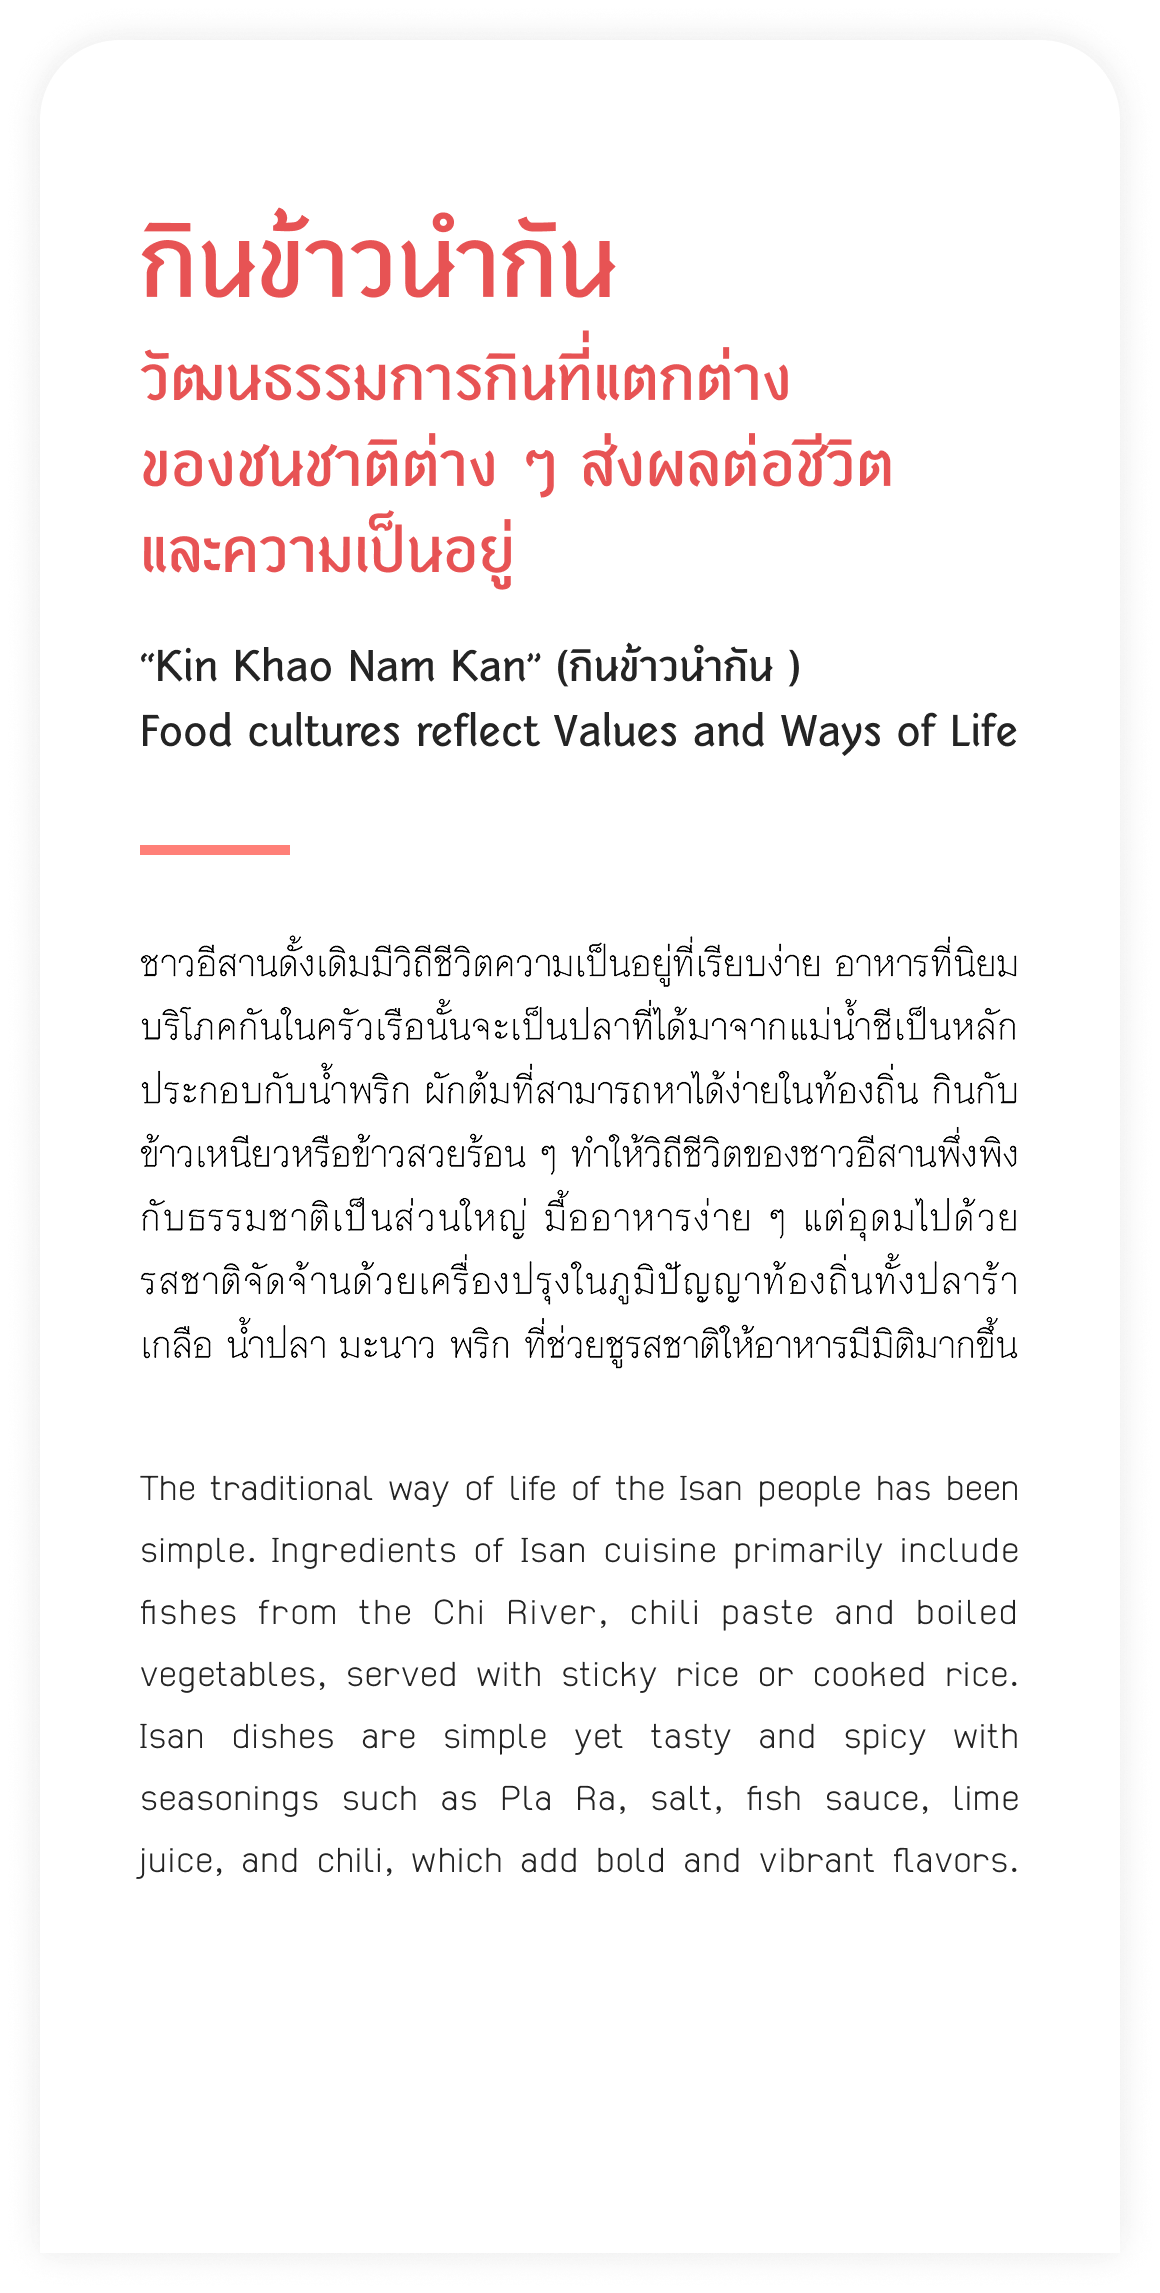 กินข้าวนำกัน
วัฒนธรรมการกินที่แตกต่าง
ของชนชาติต่าง ๆ ส่งผลต่อชีวิต
และความเป็นอยู่
“Kin Khao Nam Kan” (กินข้าวนำกัน )
Food cultures reflect Values and Ways of Life
ชาวอีสานดั้งเดิมมีวิถีชีวิตความเป็นอยู่ที่เรียบง่าย อาหารที่นิยม
บริโภคกันในครัวเรือนนั้นจะเป็นปลาที่ได้มาจากแม่น้ำชีเป็นหลัก
ประกอบกับน้ำพริก ผักต้มที่สามารถหาได้ง่ายในท้องถิ่น กินกับ
ข้าวเหนียวหรือข้าวสวยร้อน ๆ ทำให้วิถีชีวิตของชาวอีสานพึ่งพิง
กับธรรมชาติเป็นส่วนใหญ่ มื้ออาหารง่าย ๆ แต่อุดมไปด้วย
รสชาติจัดจ้านด้วยเครื่องปรุงในภูมิปัญญาท้องถิ่นทั้งปลาร้า
เกลือ น้ำปลา มะนาว พริก ที่ช่วยชูรสชาติให้อาหารมีมิติมากขึ้น
The traditional way of life of the Isan people has been
simple. Ingredients of Isan cuisine primarily include
fishes from the Chi River, chili paste and boiled
vegetables, served with sticky rice or cooked rice.
Isan dishes are simple yet tasty and spicy with
seasonings such as Pla Ra, salt, fish sauce, lime
juice, and chili, which add bold and vibrant flavors.